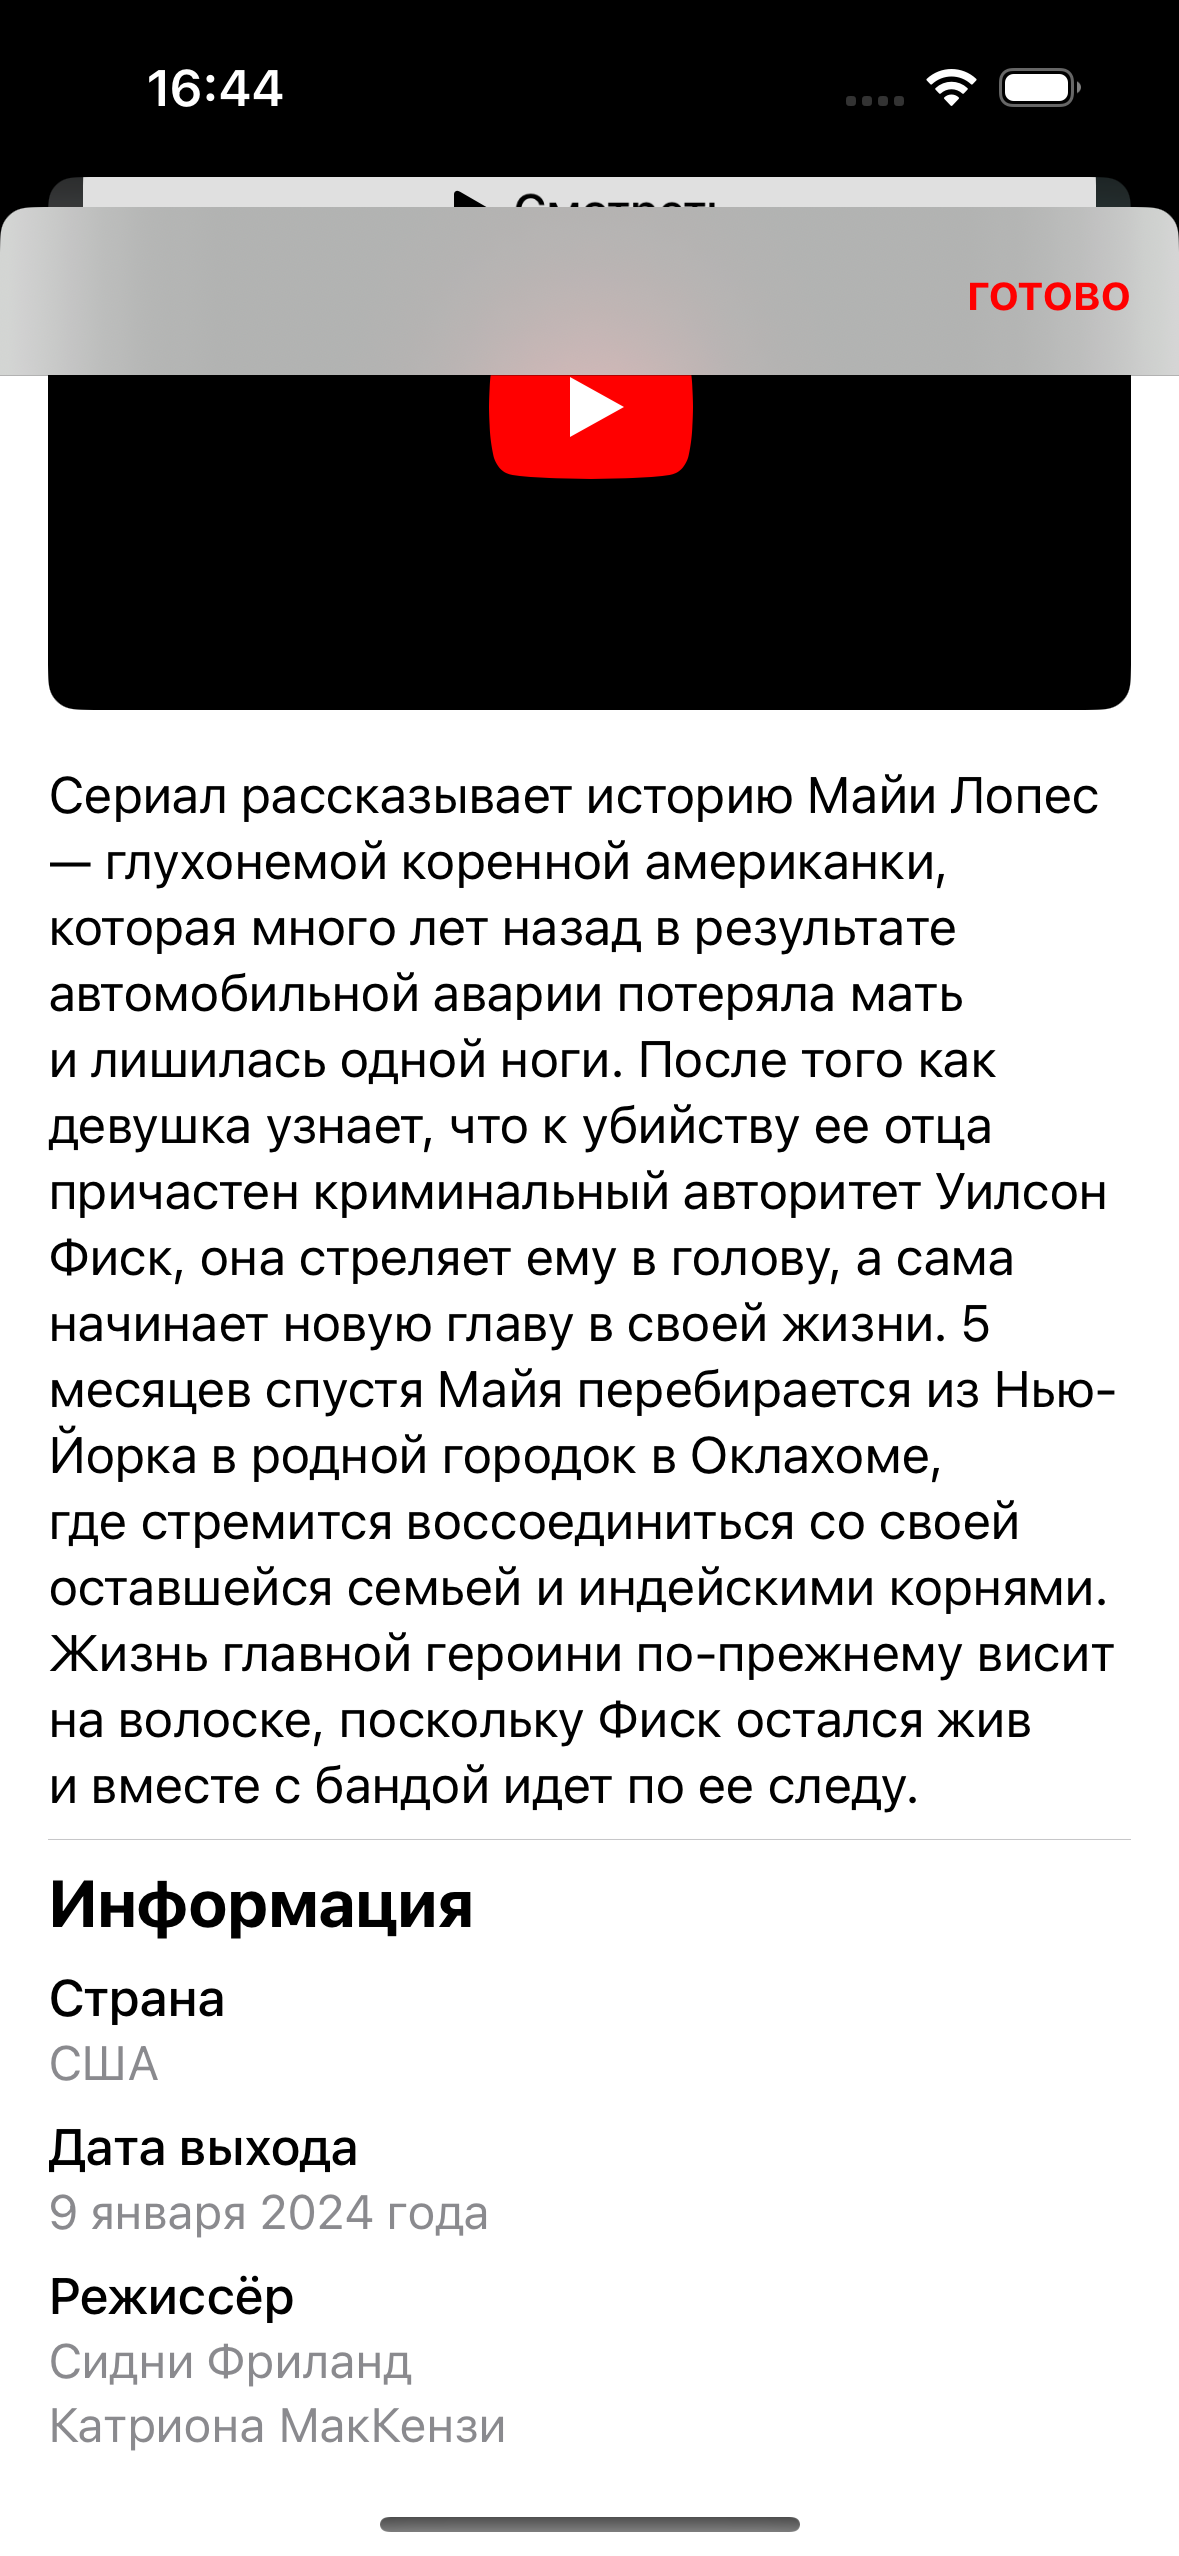 16:44
Смотреть
ГОТОВО
Сериал рассказывает историю Майи Лопес
— глухонемой коренной американки,
которая много лет назад в результате
автомобильной аварии потеряла мать
и лишилась одной ноги. После того как
девушка узнает, что к убийству ее отца
причастен криминальный авторитет Уилсон
Фиск, она стреляет ему в голову, а сама
начинает новую главу в своей жизни. 5
месяцев спустя Майя перебирается из Нью-
Йорка в родной городок в Оклахоме,
где стремится воссоединиться со своей
оставшейся семьей и индейскими корнями.
Жизнь главной героини по-прежнему висит
на волоске, поскольку Фиск остался жив
и вместе с бандой идет по ее следу.
Информация
Страна
США
Дата выхода
9 января 2024 года
Режиссёр
Сидни Фриланд
Катриона МакКензи